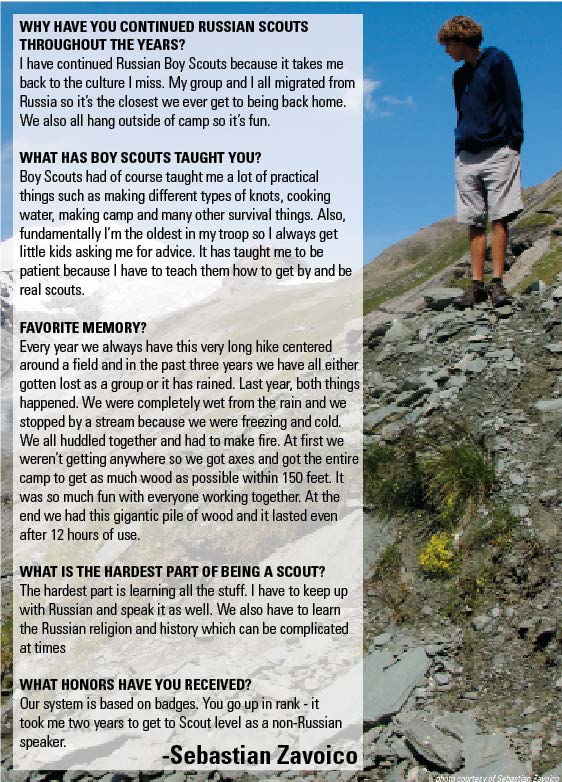 WHY HAVE YOU CONTINUED RUSSIAN SCOUTS
THROUGHOUT THE YEARS?
I have continued Russian Boy Scouts because it takes me
back to the culture I miss. My group and I all migrated from
Russia so it's the closest we ever get to being back home.
We also all hang outside of camp so it's fun.
WHAT HAS BOY SCOUTS TAUGHT YOU?
Boy Scouts had of course taught me a lot of practical
things such as making different types of knots, cooking
water, making camp and many other survival things. Also,
fundamentally I'm the oldest in my troop so I always get
little kids asking me for advice. It has taught me to be
patient because I have to teach them how to get by and be
real scouts.
FAVORITE MEMORY?
Every year we always have this very long hike centered
around a field and in the past three years we have all either
gotten lost as a group or it has rained. Last year, both things
happened. We were completely wet from the rain and we
stopped by a stream because we were freezing and cold.
We all huddled together and had to make fire. At first we
weren't getting anywhere so we got axes and got the entire
camp to get as much wood as possible within 150 feet. It
was so much fun with everyone working together. At the
end we had this gigantic pile of wood and it lasted even
after 12 hours of use.
WHAT IS THE HARDEST PART OF BEING A SCOUT?
The hardest part is learning all the stuff. I have to keep up
with Russian and speak it as well. We also have to learn
the Russian religion and history which can be complicated
at times
WHAT HONORS HAVE YOU RECEIVED?
Our system is based on badges. You go up in rank - it
took me two years to get to Scout level as a non-Russian
speaker.
-Sebastian Zavoico
photo courtesy of Sebastian Zavoico